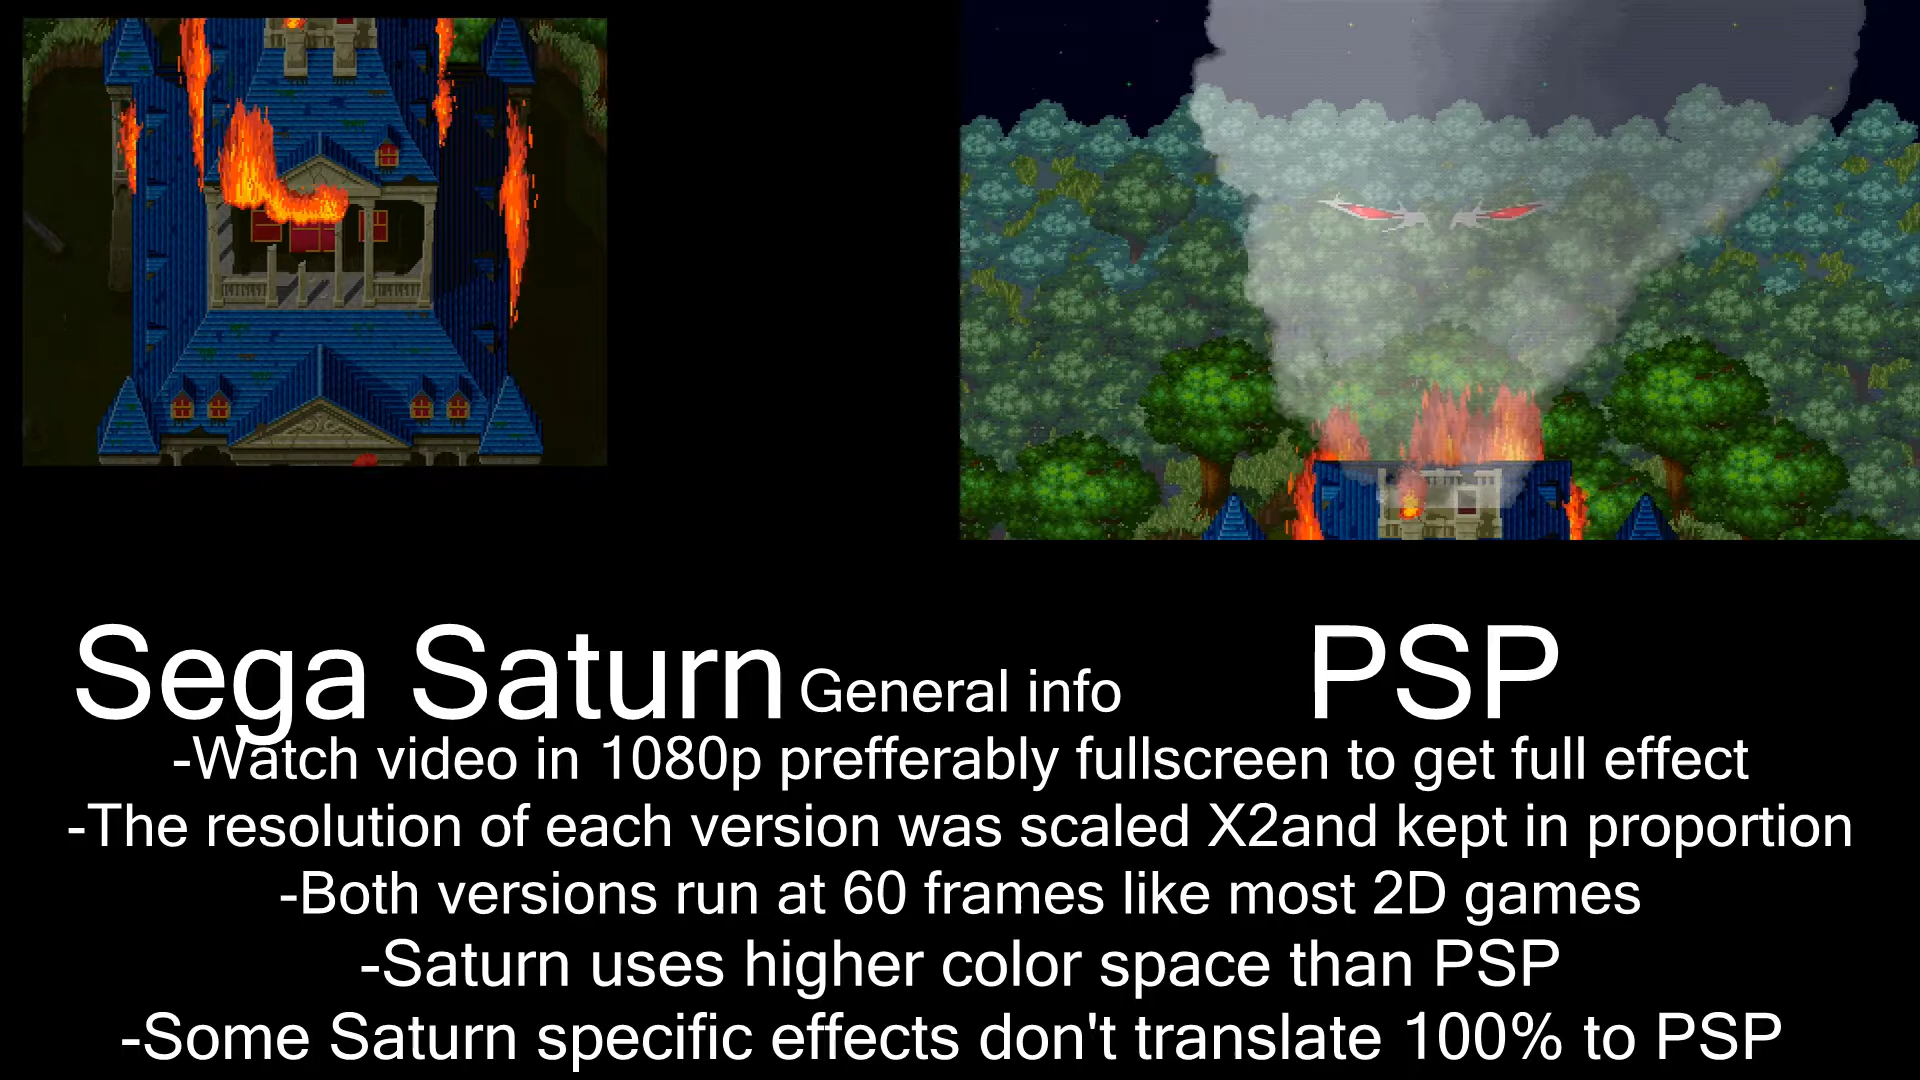 Sega Saturn
General info
PSP
-Watch video in 1080p prefferably fullscreen to get full effect
-The resolution of each version was scaled X2and kept in proportion
-Both versions run at 60 frames like most 2D games
-Saturn uses higher color space than PSP
-Some Saturn specific effects don't translate 100% to PSP